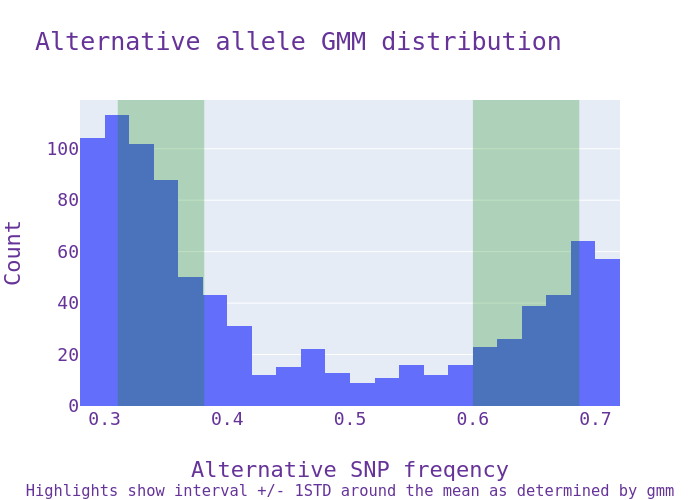 Alternative allele GMM distribution
Count
100
80
60
40
20
0
0.3 0.4 0.5 0.6 0.7
Alternative SNP freqency
Highlights show interval +/- 1STD around the mean as determined by gmm